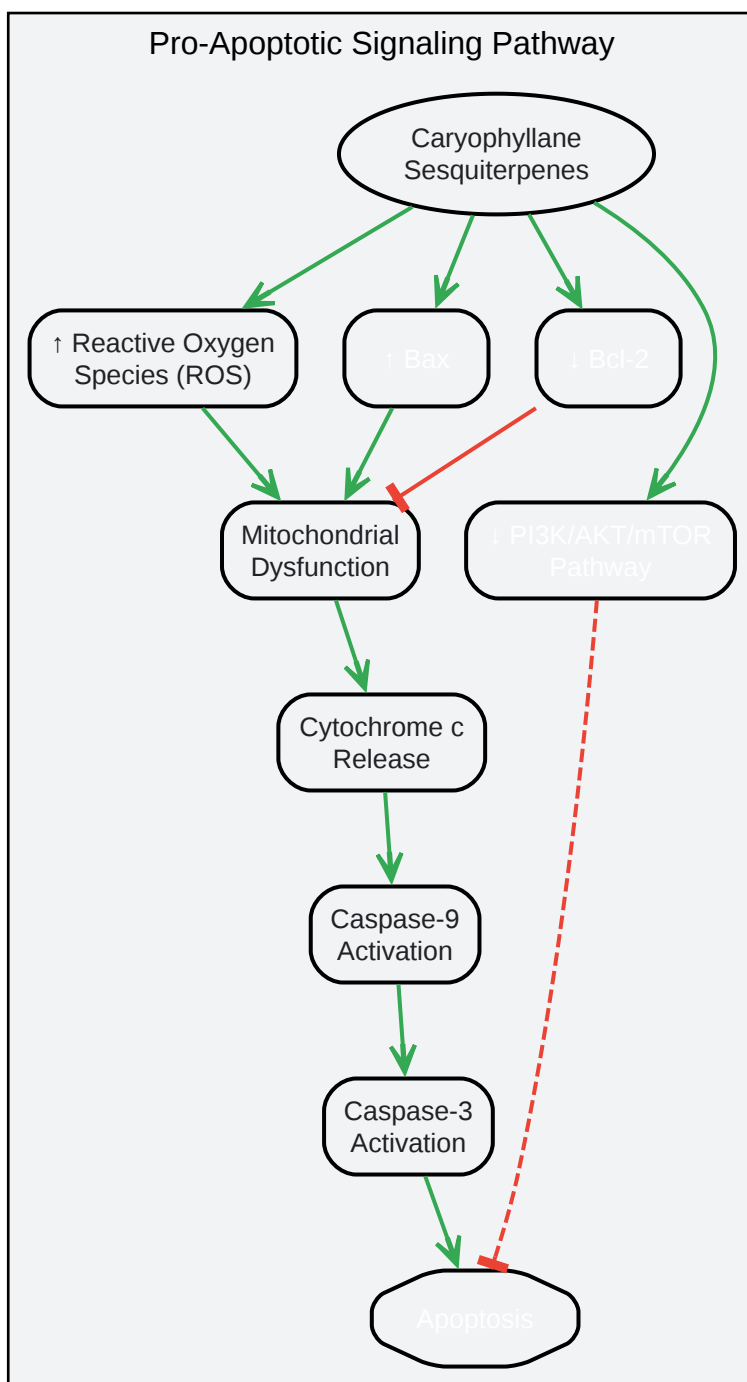 Pro-Apoptotic Signaling Pathway
Caryophyllane
Sesquiterpenes
↑ Reactive Oxygen
Species (ROS)
↑ Bax
↓ Bcl-2
Mitochondrial
Dysfunction
↓ PI3K/AKT/mTOR
Pathway
Cytochrome c
Release
Caspase-9
Activation
Caspase-3
Activation
Apoptosis